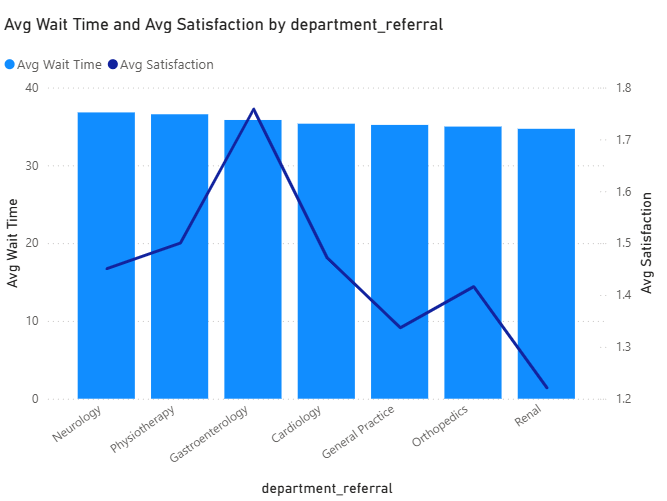 Avg Wait Time and Avg Satisfaction by department_referral
Avg Wait Time Avg Satisfaction
40
30
20
10
0
Avg Wait Time
1.8
1.7
1.6
1.5
1.4
1.3
1.2
Avg Satisfaction
Neurology
Physiotherapy
Gastroenterology
Cardiology
General Practice
Orthopedics
Renal
department_referral